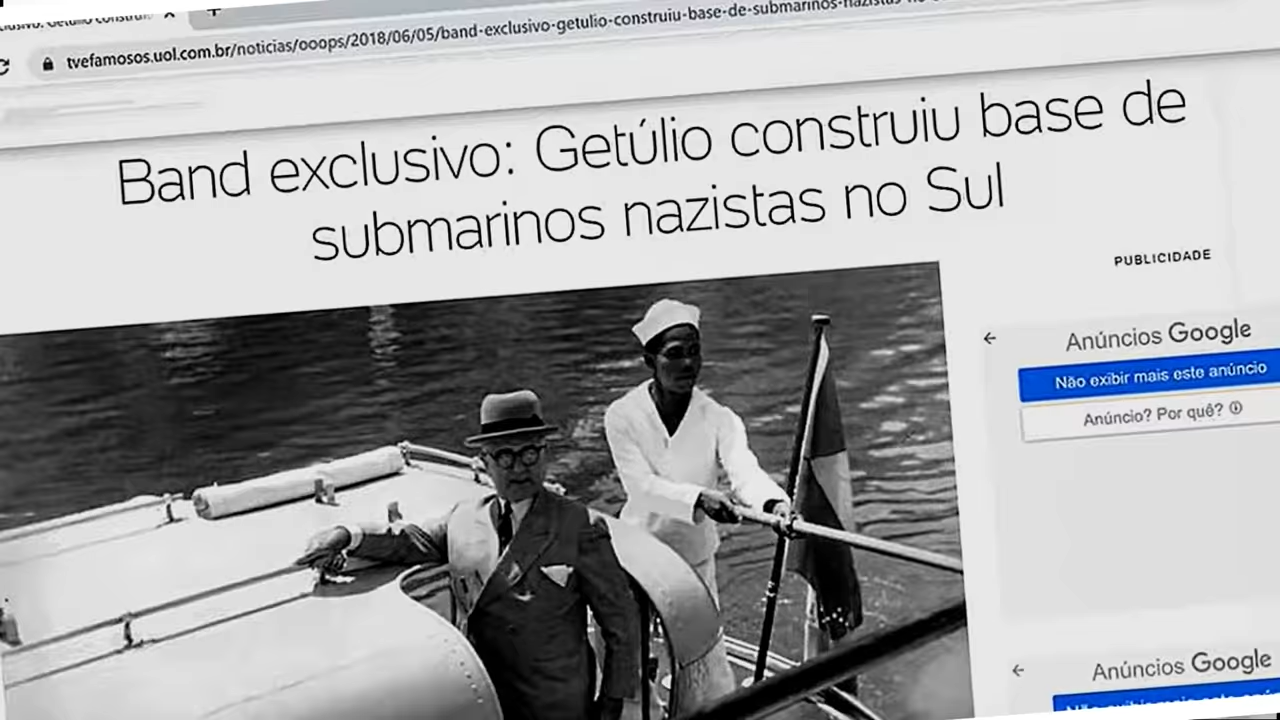 tvefamosos.uol.com.br/noticias/ooops/2018/06/05/band-exclusivo-getulio-construiu-base-de-submarinos-nazistas-no-
Band exclusivo: Getúlio construiu base de
submarinos nazistas no Sul
PUBLICIDADE
Anúncios Google
Não exibir mais este anúncio
Anúncio? Por quê?
Anúncios Google